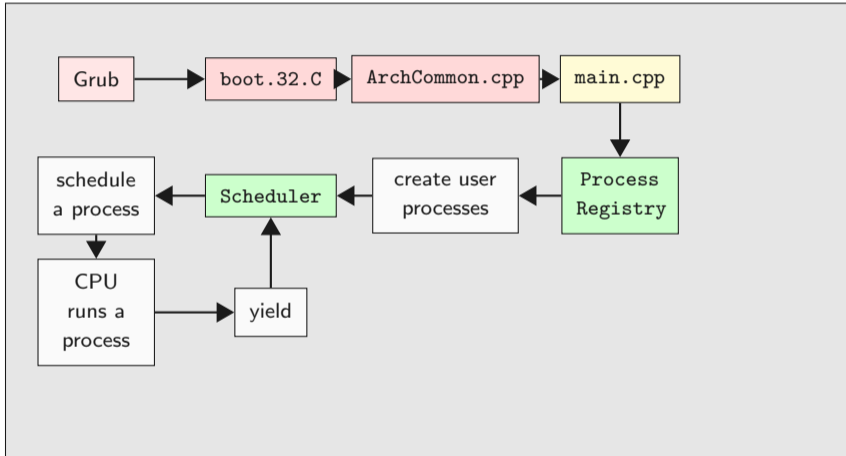 Grub
boot.32.C
ArchCommon.cpp
main.cpp
schedule
a process
Scheduler
create user
processes
Process
Registry
CPU
runs a
process
yield